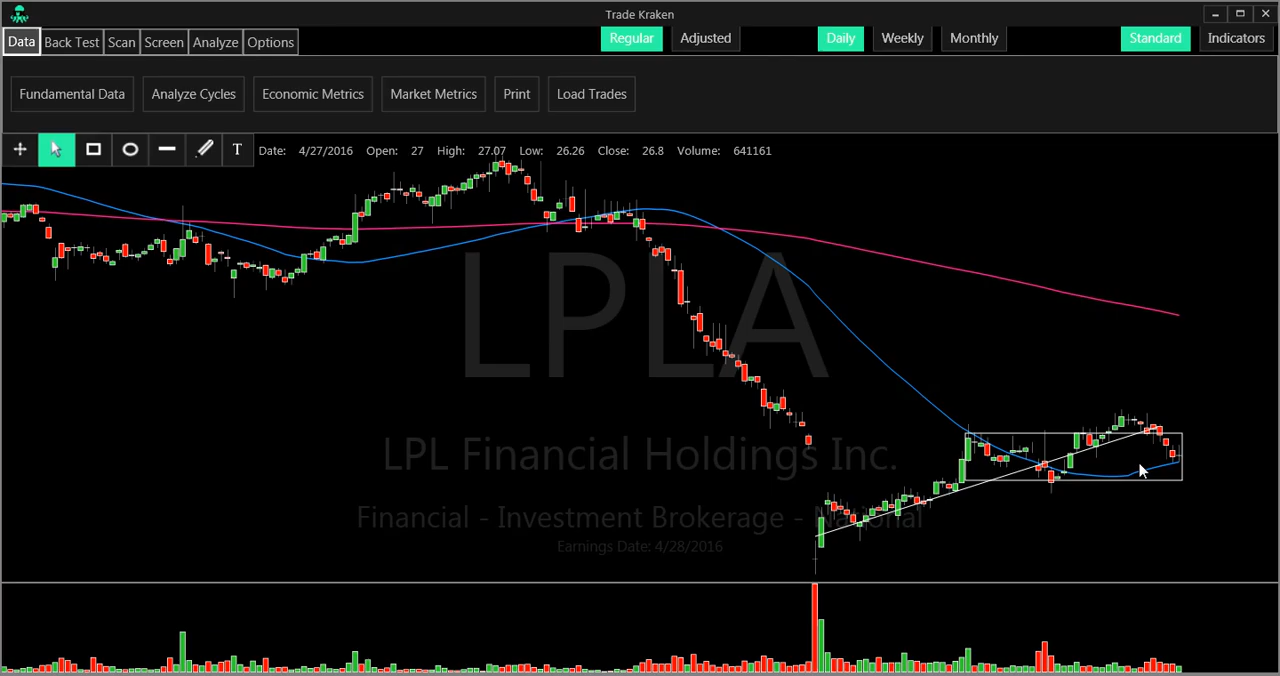 Trade Kraken
Data Back Test Scan Screen Analyze Options Regular Adjusted Daily Weekly Monthly Standard Indicators
Fundamental Data Analyze Cycles Economic Metrics Market Metrics Print Load Trades
T Date: 4/27/2016 Open: 27 High: 27.07 Low: 26.26 Close: 26.8 Volume: 641161
LPLA
LPL Financial Holdings Inc.
Financial - Investment Brokerage - National
Earnings Date: 4/28/2016